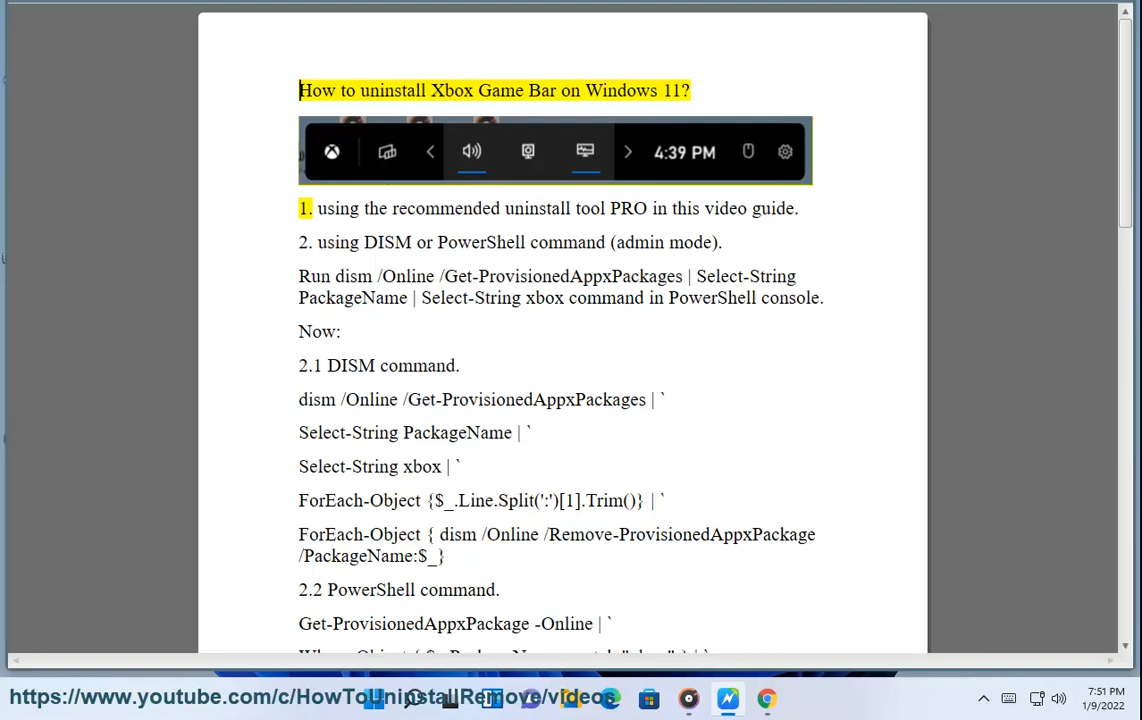 How to uninstall Xbox Game Bar on Windows 11?
4:39 PM
1. using the recommended uninstall tool PRO in this video guide.
2. using DISM or PowerShell command (admin mode).
Run dism /Online /Get-ProvisionedAppxPackages | Select-String
PackageName | Select-String xbox command in PowerShell console.
Now:
2.1 DISM command.
dism /Online /Get-ProvisionedAppxPackages | `
Select-String PackageName | `
Select-String xbox | `
ForEach-Object {$_.Line.Split(':')[1].Trim()} | `
ForEach-Object { dism /Online /Remove-ProvisionedAppxPackage
/PackageName:$_}
2.2 PowerShell command.
Get-ProvisionedAppxPackage -Online | `
https://www.youtube.com/c/HowToUninstallRemove/videos
7:51 PM
1/9/2022